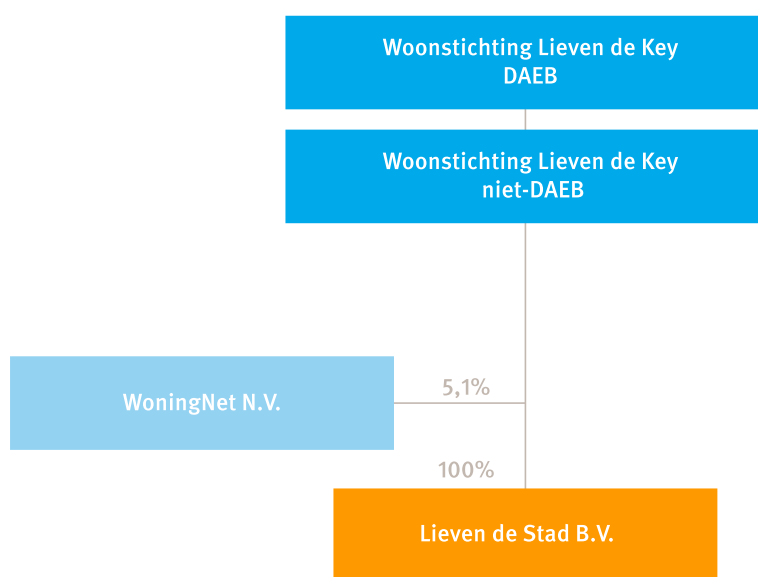 Woonstichting Lieven de Key
DAEB
Woonstichting Lieven de Key
niet-DAEB
5,1%
WoningNet N.V.
100%
Lieven de Stad B.V.